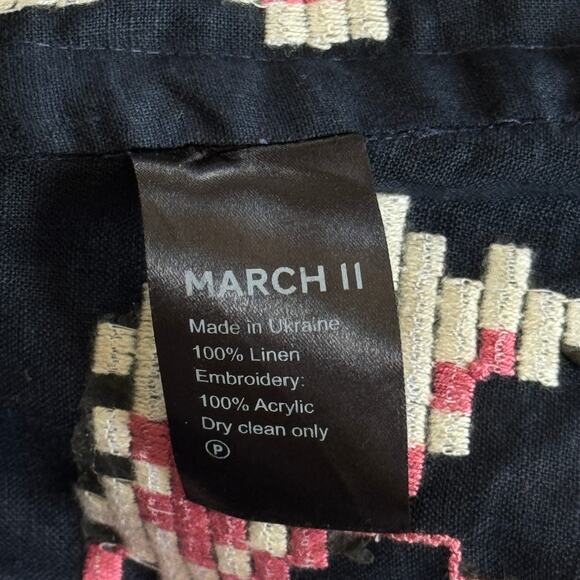 MARCH II
Made in Ukraine
100% Linen
Embroidery:
100% Acrylic
Dry clean only
P